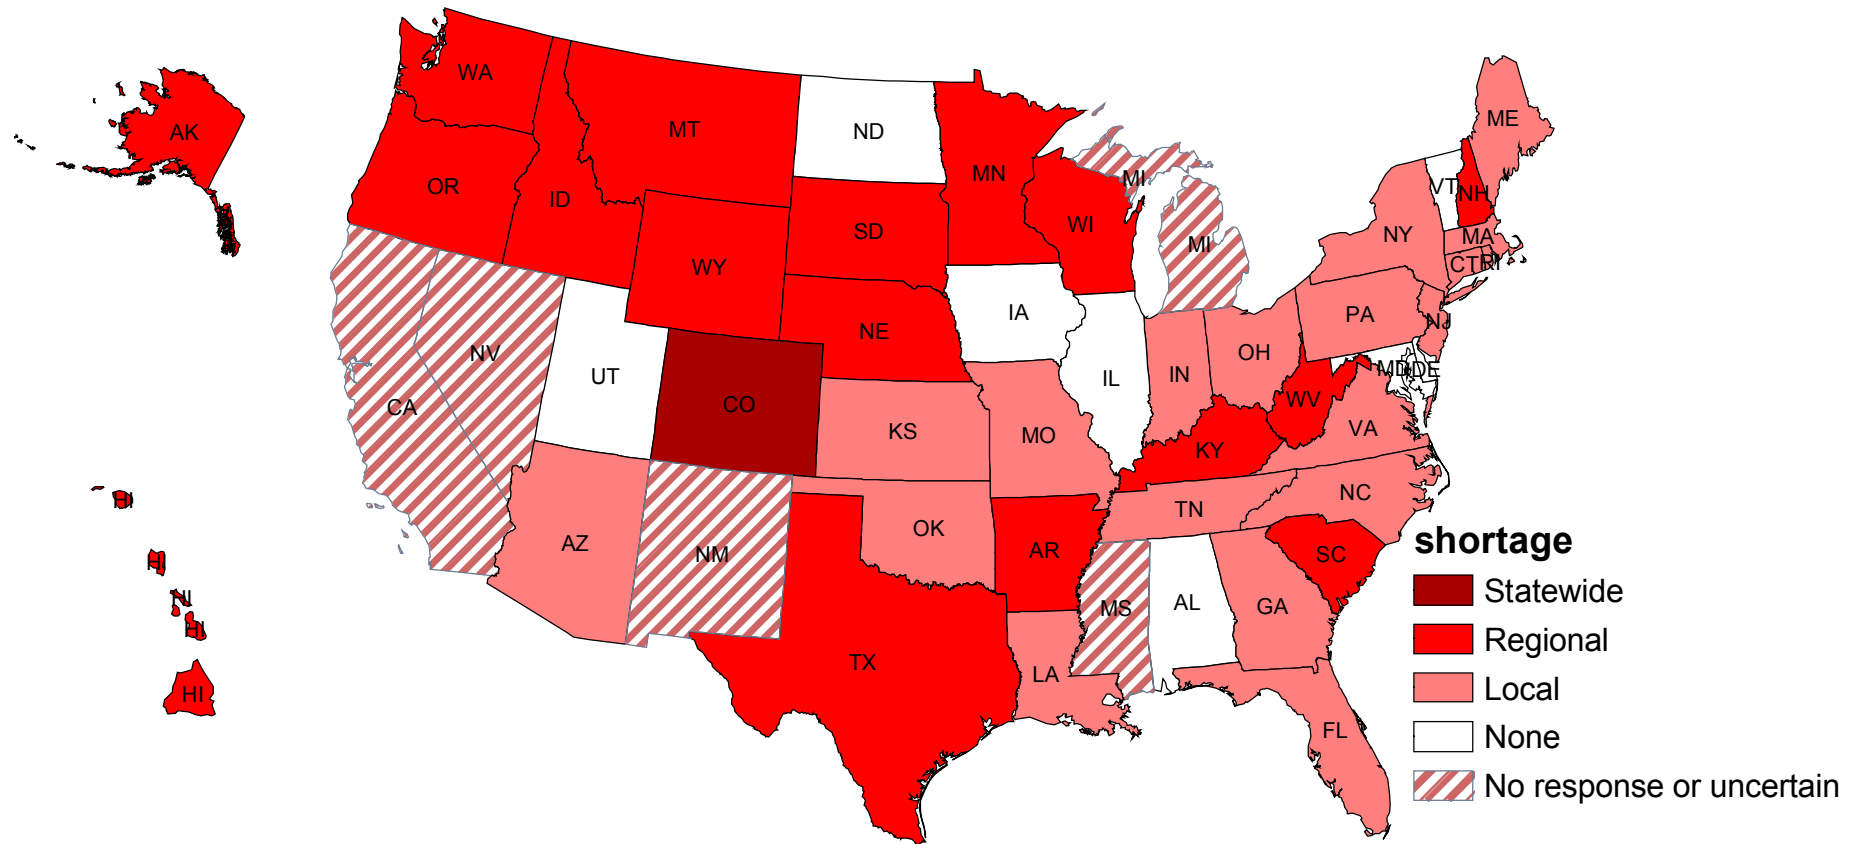 WA
MT
ND
ME
AK
MN
MI
VT
NH
OR
ID
SD
WI
NY
MA
MI
WY
CT
RI
IA
PA
NJ
NV
NE
OH
MD
DE
UT
IL
IN
CO
CA
KS
MO
WV
VA
KY
NC
HI
TN
OK
AZ
NM
AR
SC
shortage
HI
MS
AL
GA
Statewide
HI
HI
TX
LA
Regional
HI
Local
FL
None
No response or uncertain